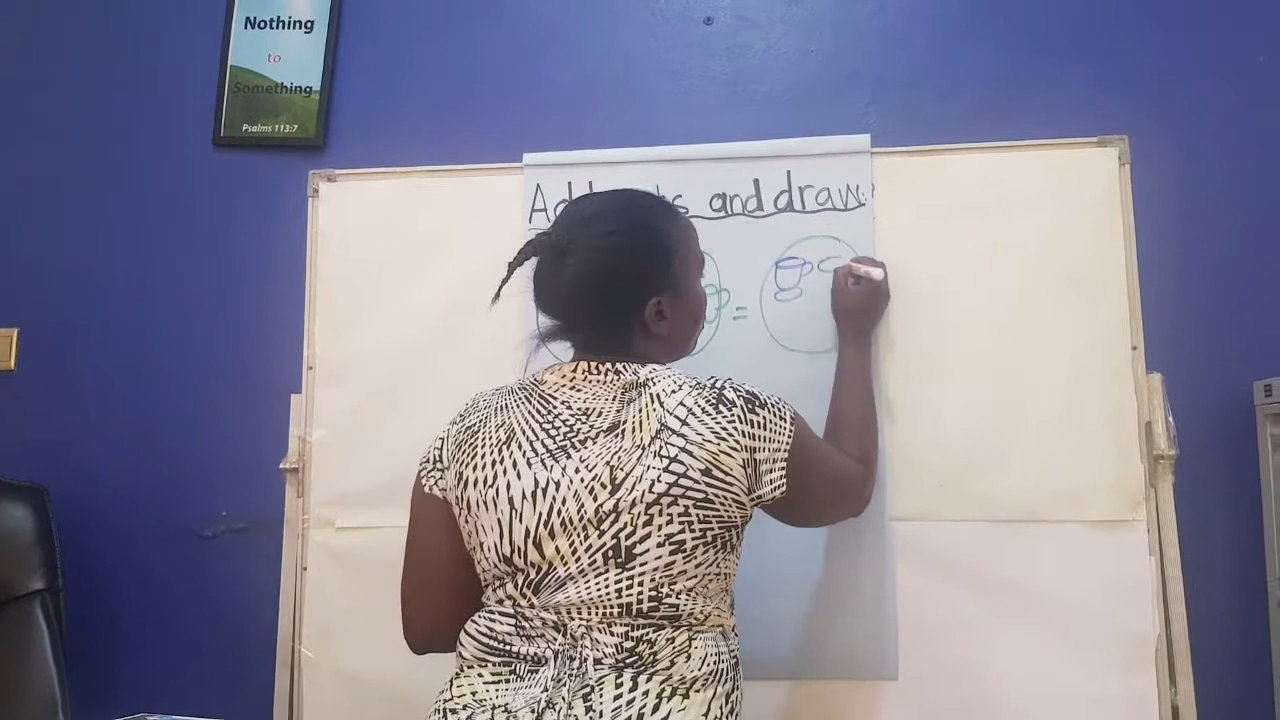 Nothing
to
Something
Psalms 113:7
and draw.
=